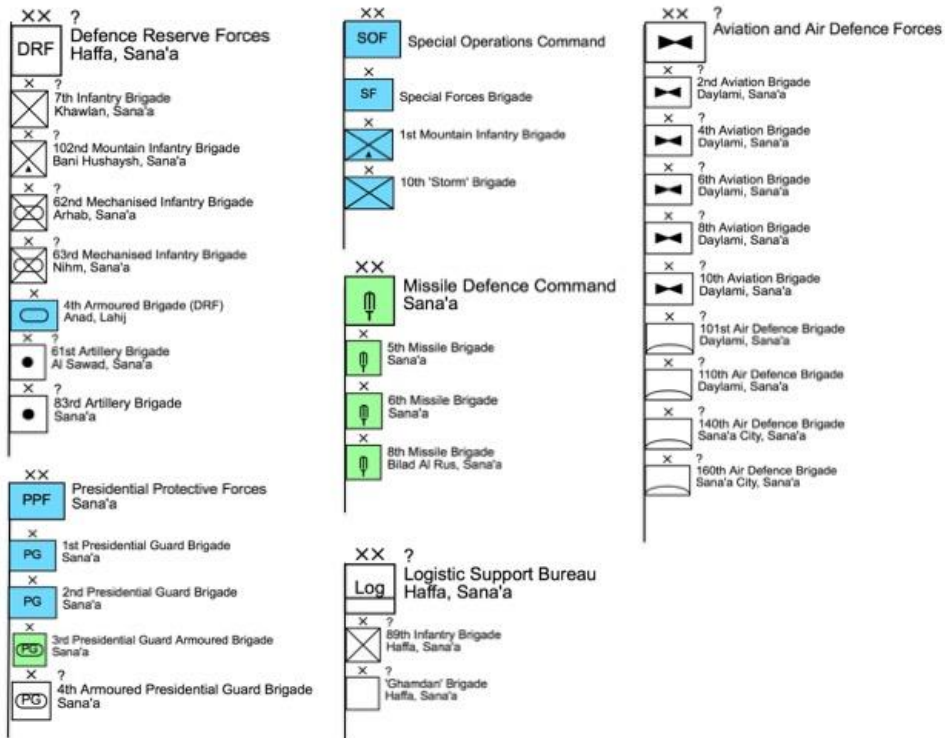 XX ?
DRF
Defence Reserve Forces
Haffa, Sana'a
X ?
7th Infantry Brigade
Khawlan, Sana'a
X ?
102nd Mountain Infantry Brigade
Bani Hushaysh, Sana'a
X ?
62nd Mechanised Infantry Brigade
Arhab, Sana'a
X ?
63rd Mechanised Infantry Brigade
Nihm, Sana'a
X
4th Armoured Brigade (DRF)
Anad, Lahij
X ?
61st Artillery Brigade
Al Sawad, Sana'a
X ?
83rd Artillery Brigade
Sana'a
XX
PPF
Presidential Protective Forces
Sana'a
X
PG
1st Presidential Guard Brigade
Sana'a
X
PG
2nd Presidential Guard Brigade
Sana'a
X
PG
3rd Presidential Guard Armoured Brigade
Sana'a
X ?
PG
4th Armoured Presidential Guard Brigade
Sana'a
XX
SOF
Special Operations Command
X
SF
Special Forces Brigade
X
1st Mountain Infantry Brigade
X
10th 'Storm' Brigade
XX
Missile Defence Command
Sana'a
X
5th Missile Brigade
Sana'a
X
6th Missile Brigade
Sana'a
X
8th Missile Brigade
Bilad Al Rus, Sana'a
XX ?
Log
Logistic Support Bureau
Haffa, Sana'a
X ?
89th Infantry Brigade
Haffa, Sana'a
X ?
'Ghamdan' Brigade
Haffa, Sana'a
XX ?
Aviation and Air Defence Forces
X ?
2nd Aviation Brigade
Daylami, Sana'a
X ?
4th Aviation Brigade
Daylami, Sana'a
X ?
6th Aviation Brigade
Daylami, Sana'a
X ?
8th Aviation Brigade
Daylami, Sana'a
X ?
10th Aviation Brigade
Daylami, Sana'a
X ?
101st Air Defence Brigade
Daylami, Sana'a
X ?
110th Air Defence Brigade
Daylami, Sana'a
X ?
140th Air Defence Brigade
Sana'a City, Sana'a
X ?
160th Air Defence Brigade
Sana'a City, Sana'a